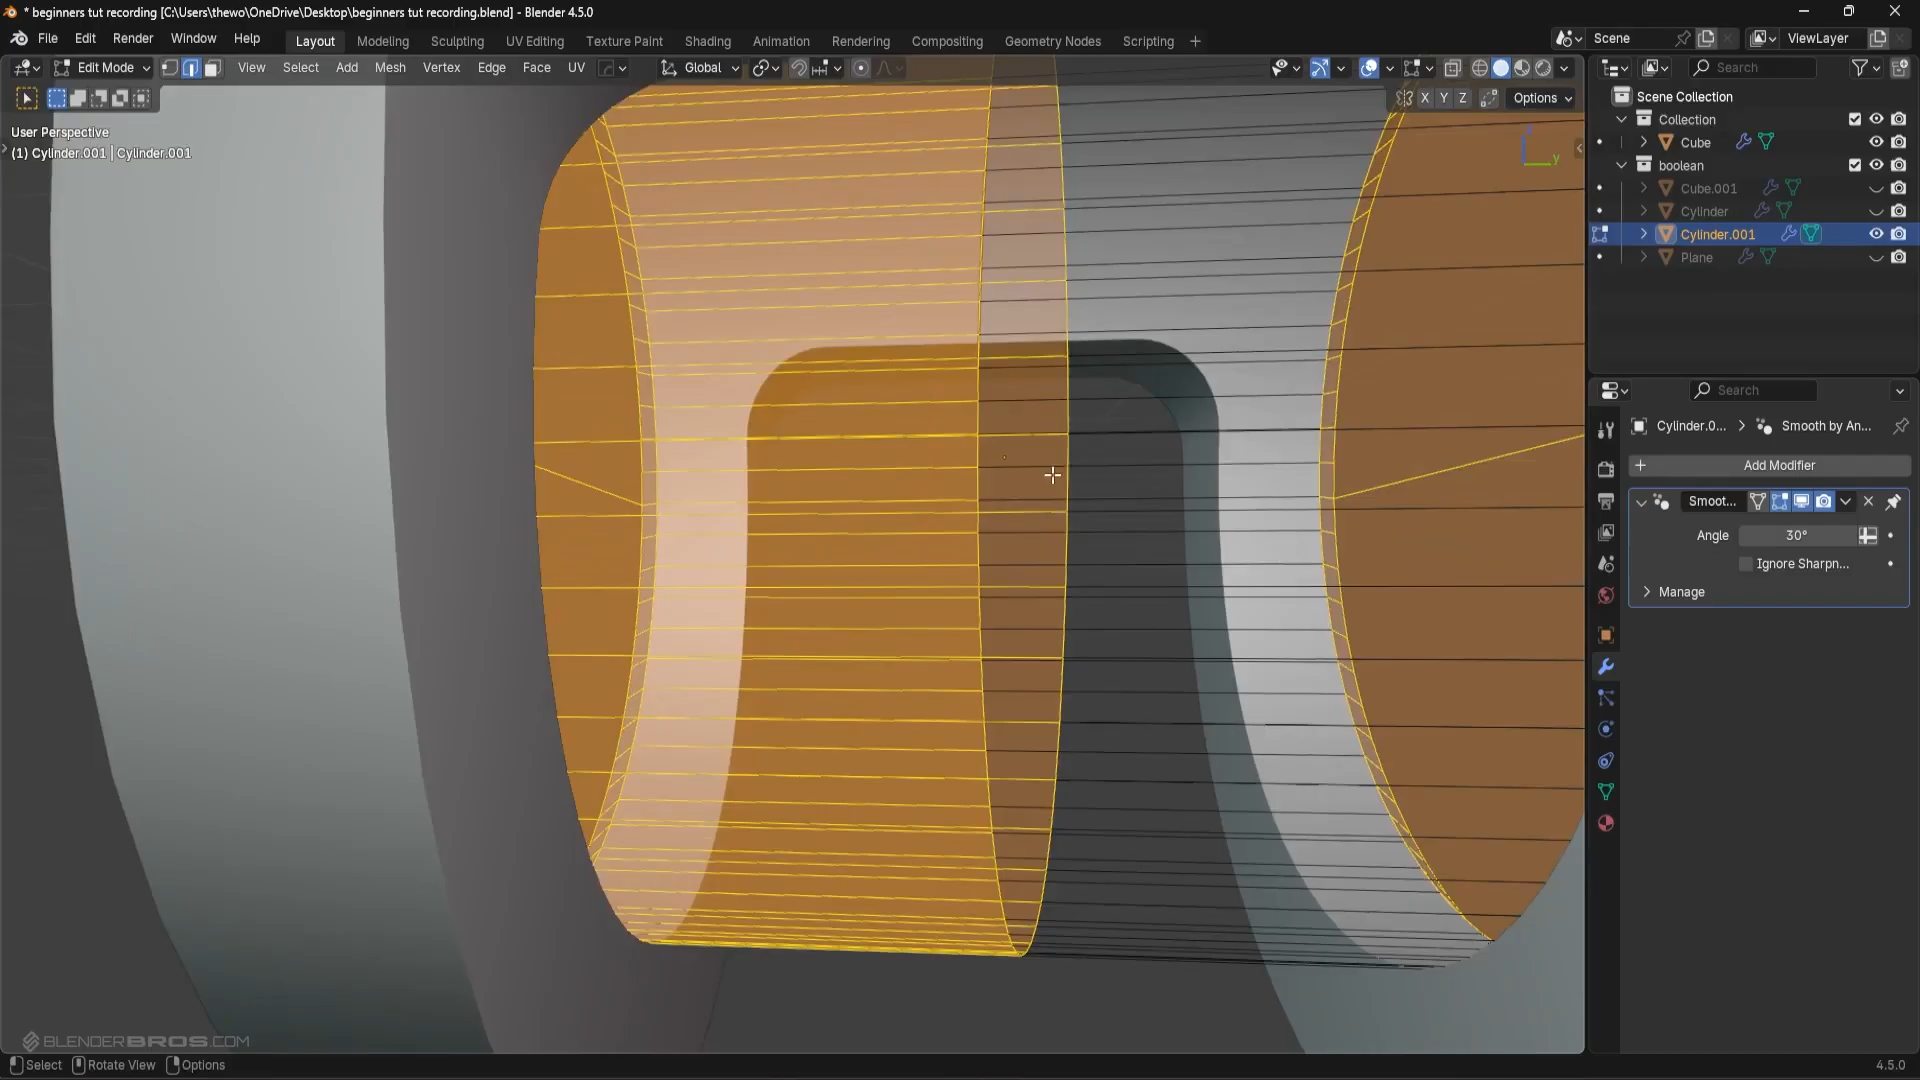 * beginners tut recording [C:\Users\thewo\OneDrive\Desktop\beginners tut recording.blend] - Blender 4.5.0
File Edit Render Window Help
Layout Modeling Sculpting UV Editing Texture Paint Shading Animation Rendering Compositing Geometry Nodes Scripting +
Scene
ViewLayer
Edit Mode View Select Add Mesh Vertex Edge Face UV
Global
X Y Z
Options
User Perspective
(1) Cylinder.001 | Cylinder.001
Y
Search
Scene Collection
Collection
Cube
boolean
Cube.001
Cylinder
Cylinder.001
Plane
Search
Cylinder.0... > Smooth by An...
+ Add Modifier
Smoot...
Angle 30°
Ignore Sharpn...
Manage
BLENDERBROS.COM
Select Rotate View Options
4.5.0